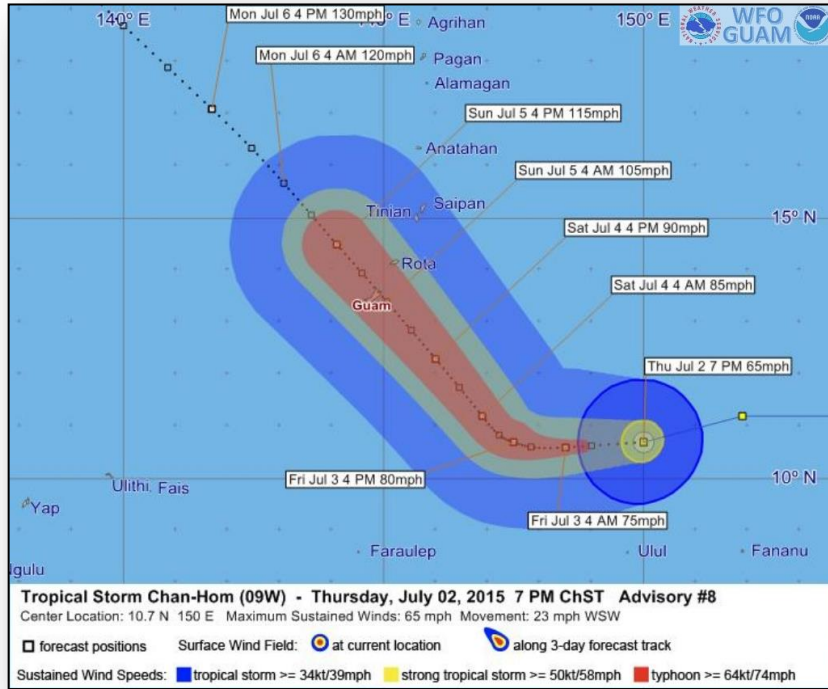 140° E
Mon Jul 6 4 PM 130mph
Agrihan
150° E
WFO
GUAM
NOAA
Mon Jul 6 4 AM 120mph
Pagan
Alamagan
Sun Jul 5 4 PM 115mph
Anatahan
Sun Jul 5 4 AM 105mph
Tinian
Saipan
15° N
Sat Jul 4 4 PM 90mph
Rota
Sat Jul 4 4 AM 85mph
Guam
Thu Jul 2 7 PM 65mph
Fri Jul 3 4 PM 80mph
10° N
Ulithi, Fais
Yap
Fri Jul 3 4 AM 75mph
Faraulep
Ulul
Fananu
Ngulu
Tropical Storm Chan-Hom (09W) - Thursday, July 02, 2015 7 PM ChST Advisory #8
Center Location: 10.7 N 150 E Maximum Sustained Winds: 65 mph Movement: 23 mph WSW
forecast positions Surface Wind Field: at current location along 3-day forecast track
Sustained Wind Speeds: tropical storm >= 34kt/39mph strong tropical storm >= 50kt/58mph typhoon >= 64kt/74mph